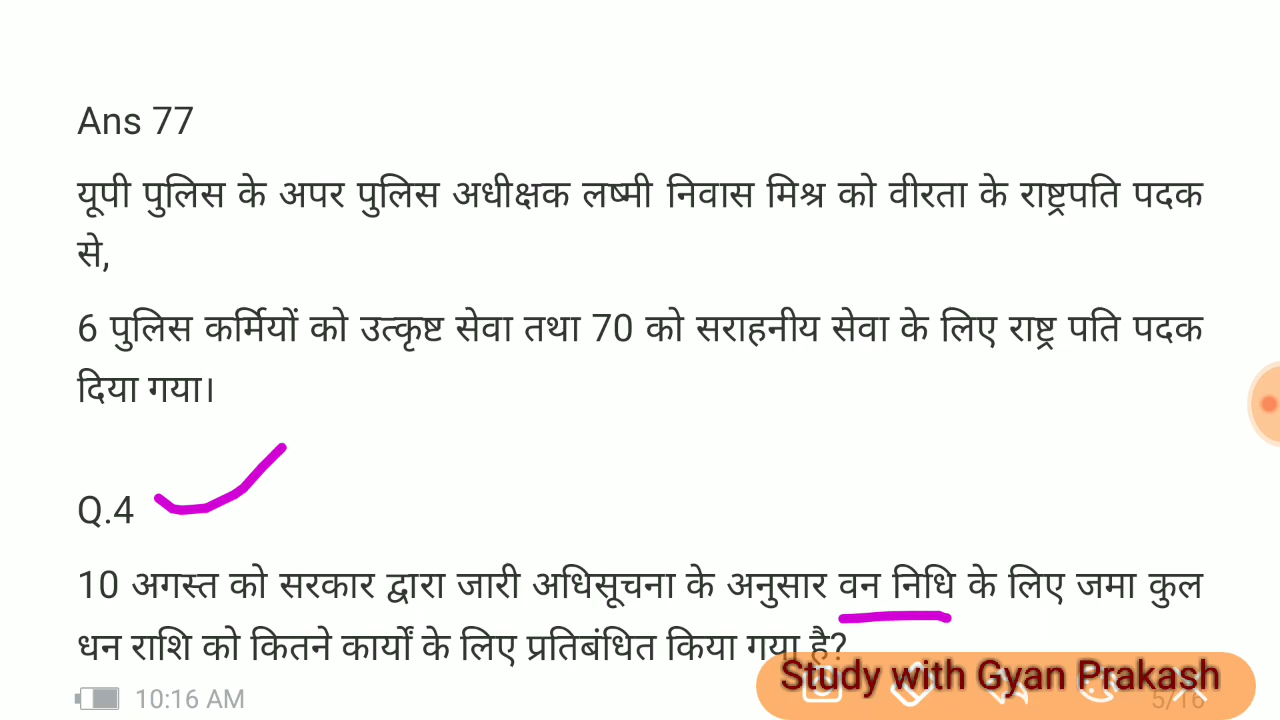 Ans 77
यूपी पुलिस के अपर पुलिस अधीक्षक लष्मी निवास मिश्र को वीरता के राष्ट्रपति पदक
से,
6 पुलिस कर्मियों को उत्कृष्ट सेवा तथा 70 को सराहनीय सेवा के लिए राष्ट्र पति पदक
दिया गया।
Q.4
10 अगस्त को सरकार द्वारा जारी अधिसूचना के अनुसार वन निधि के लिए जमा कुल
धन राशि को कितने कार्यों के लिए प्रतिबंधित किया गया है?
Study with Gyan Prakash
10:16 AM
5/16